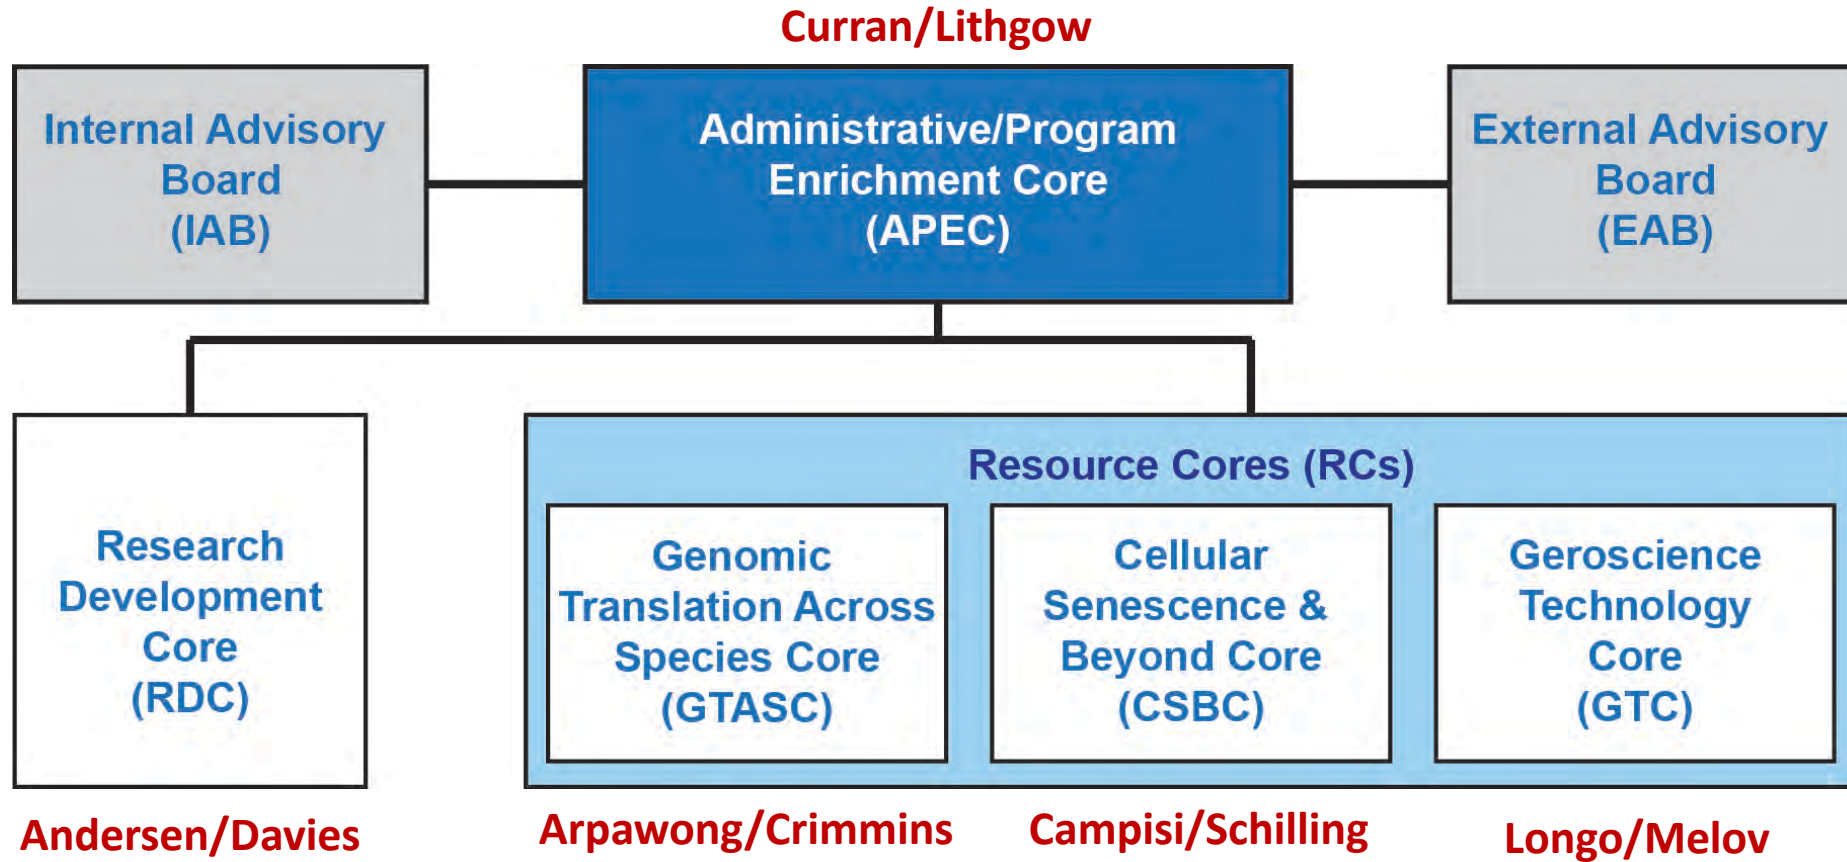 Curran/Lithgow
Internal Advisory
Board
(IAB)
Administrative/Program
Enrichment Core
(APEC)
External Advisory
Board
(EAB)
Research
Development
Core
(RDC)
Resource Cores (RCs)
Genomic
Translation Across
Species Core
(GTASC)
Cellular
Senescence &
Beyond Core
(CSBC)
Geroscience
Technology
Core
(GTC)
Andersen/Davies
Arpawong/Crimmins
Campisi/Schilling
Longo/Melov